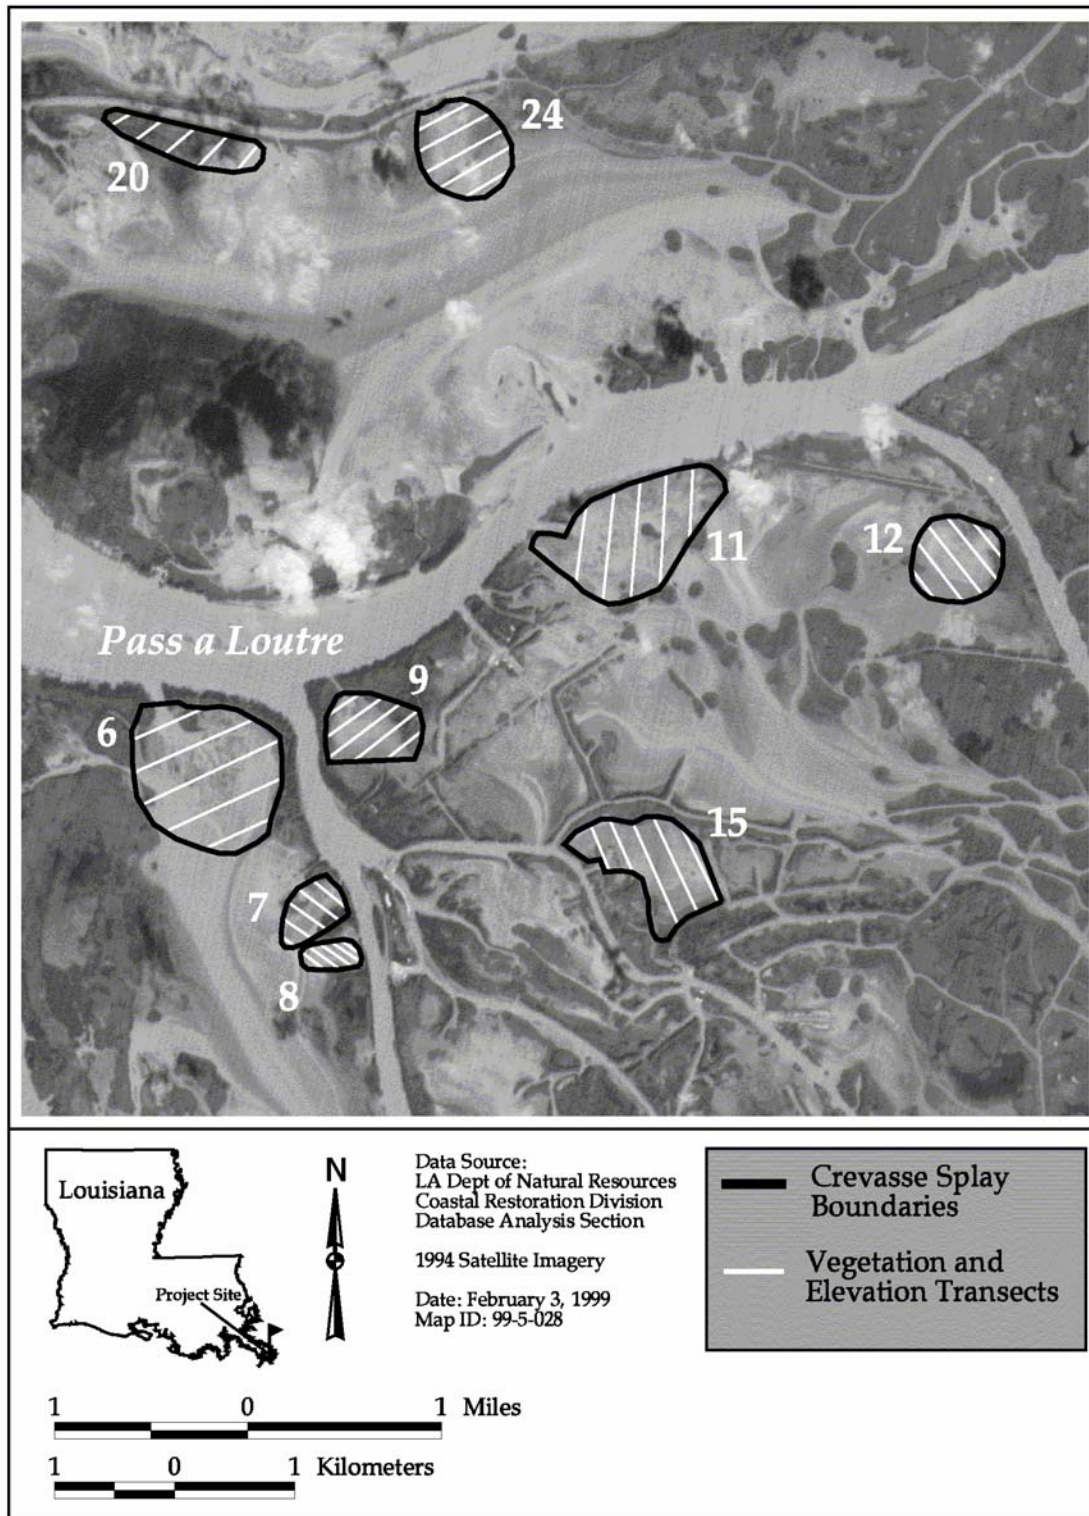 20
24
11
12
Pass a Loutre
9
6
15
7
8
Louisiana
Project Site
N
Data Source:
LA Dept of Natural Resources
Coastal Restoration Division
Database Analysis Section
1994 Satellite Imagery
Date: February 3, 1999
Map ID: 99-5-028
Crevasse Splay
Boundaries
Vegetation and
Elevation Transects
1 0 1 Miles
1 0 1 Kilometers